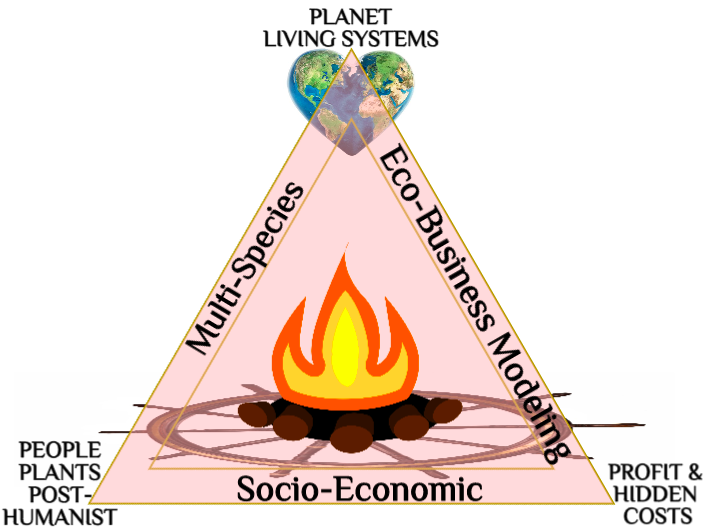 PLANET
LIVING SYSTEMS
Multi-Species
Eco-Business Modeling
PEOPLE
PLANTS
POST-
HUMANIST
Socio-Economic
PROFIT &
HIDDEN
COSTS